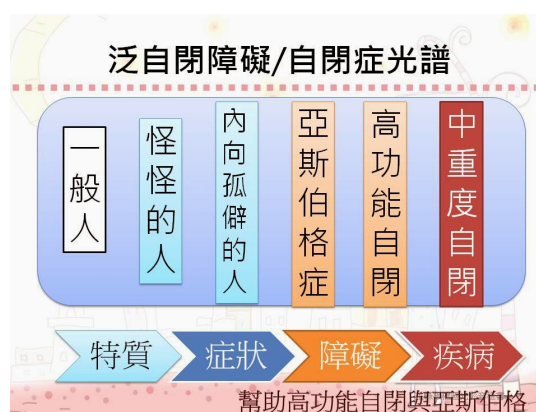 泛自閉障礙/自閉症光譜
一般人
怪怪的人
內向孤僻的人
亞斯伯格症
高功能自閉
中重度自閉
特質
症狀
障礙
疾病
幫助高功能自閉與亞斯伯格